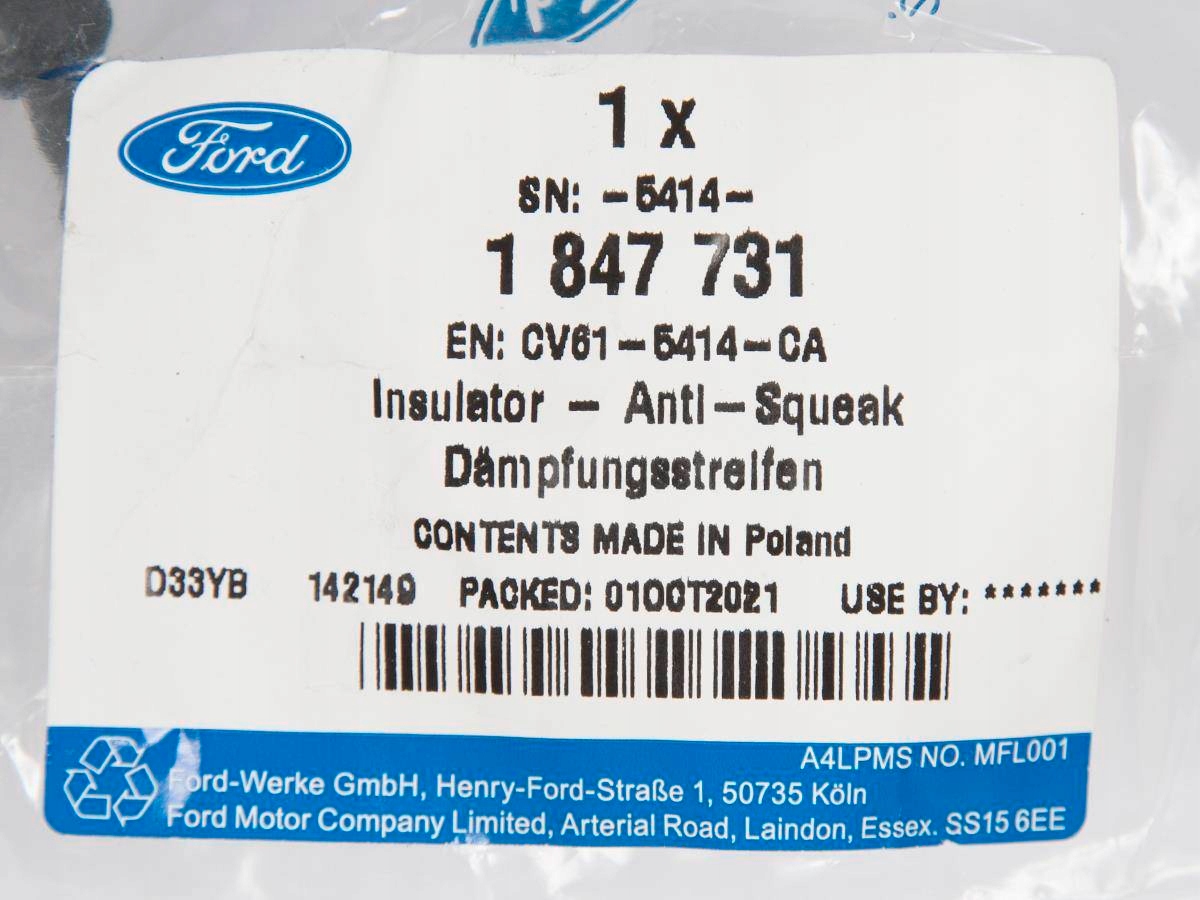 Ford
1 x
SN: -5414-
1 847 731
EN: CV61-5414-CA
Insulator - Anti-Squeak
Dämpfungsstreifen
CONTENTS MADE IN Poland
D33YB 142149 PACKED: 01OCT2021 USE BY: *******
A4LPMS NO. MFL001
Ford-Werke GmbH, Henry-Ford-Straße 1, 50735 Köln
Ford Motor Company Limited, Arterial Road, Laindon, Essex. SS15 6EE